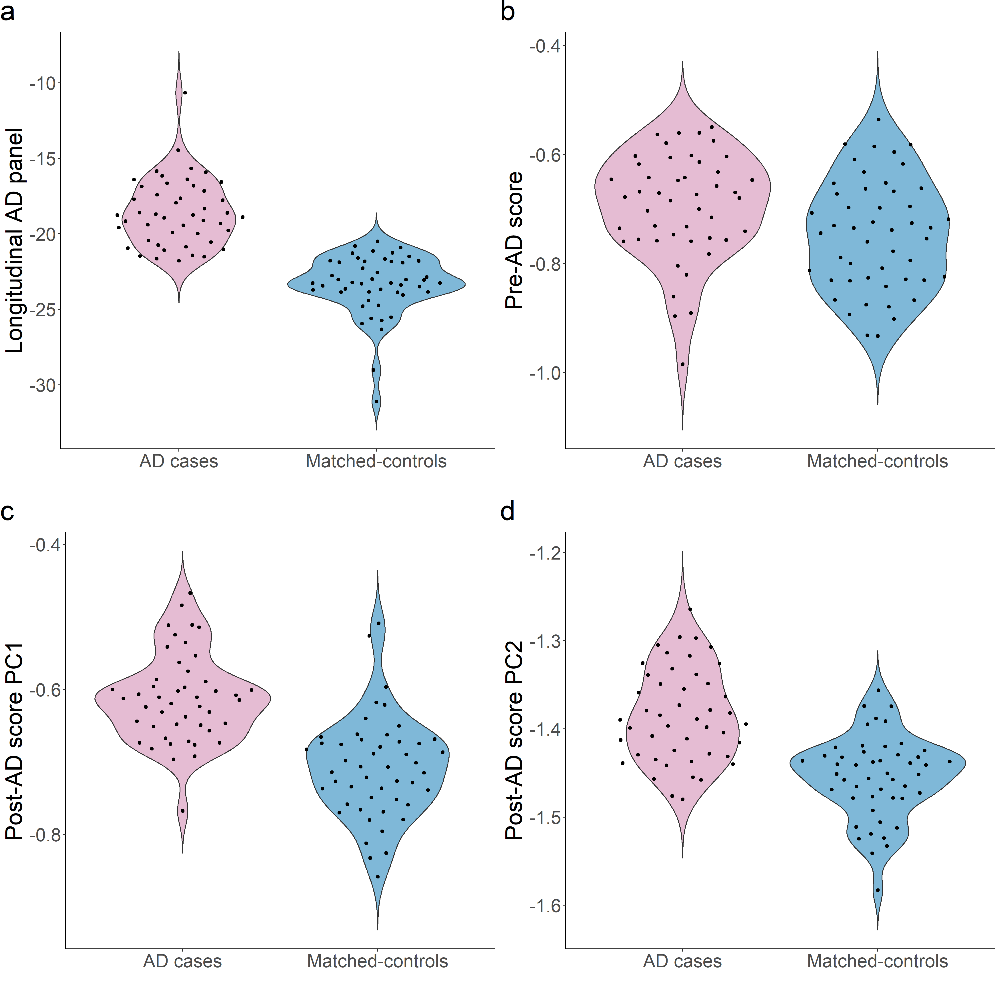 a
Longitudinal AD panel
-10
-15
-20
-25
-30
AD cases
Matched-controls
b
Pre-AD score
-0.4
-0.6
-0.8
-1.0
AD cases
Matched-controls
c
Post-AD score PC1
-0.4
-0.6
-0.8
AD cases
Matched-controls
d
Post-AD score PC2
-1.2
-1.3
-1.4
-1.5
-1.6
AD cases
Matched-controls